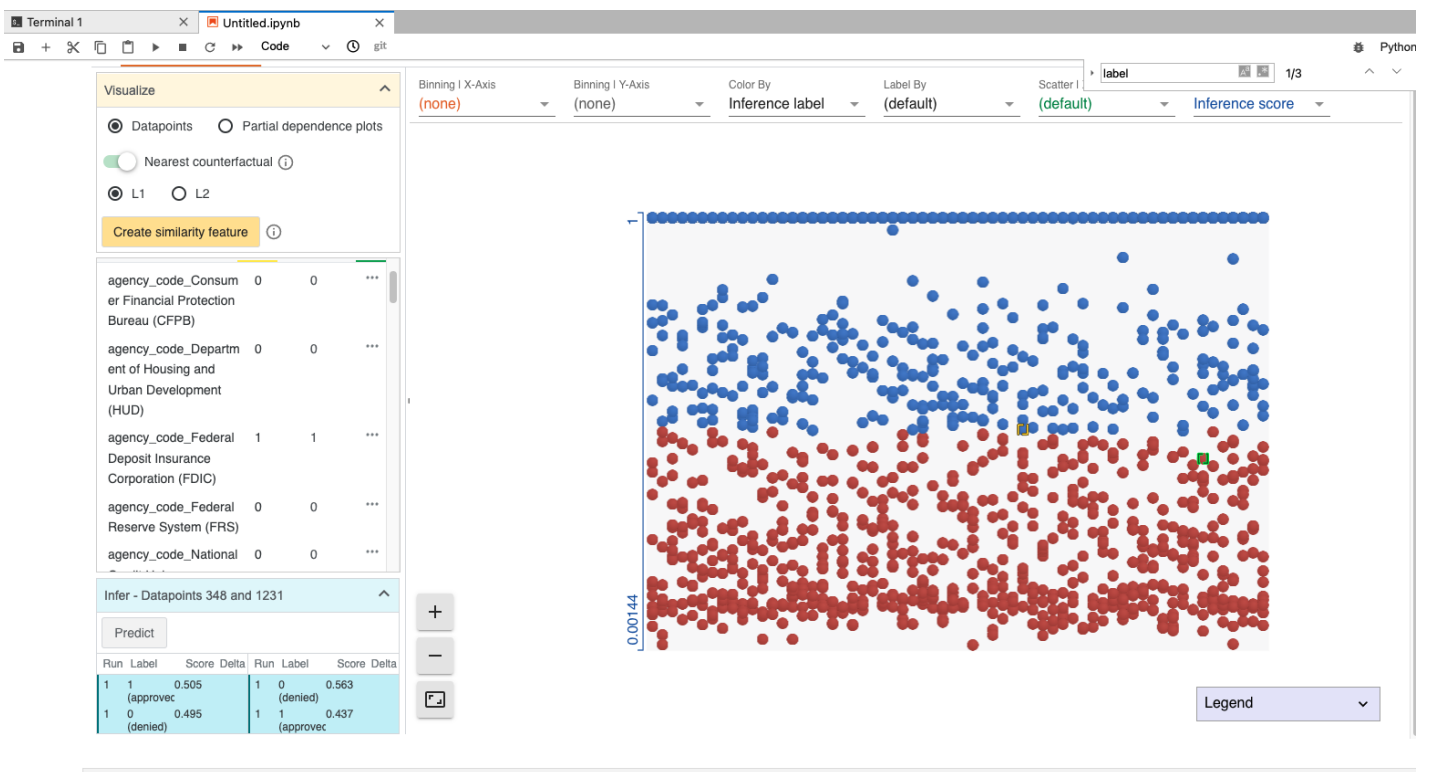 Terminal 1
Untitled.ipynb
Code
git
Python
label
1/3
Visualize
Datapoints
Partial dependence plots
Nearest counterfactual
L1
L2
Create similarity feature
Binning | X-Axis
(none)
Binning | Y-Axis
(none)
Color By
Inference label
Label By
(default)
Scatter |
(default)
Inference score
agency_code_Consum 0 0
er Financial Protection
Bureau (CFPB)
agency_code_Departm 0 0
ent of Housing and
Urban Development
(HUD)
agency_code_Federal 1 1
Deposit Insurance
Corporation (FDIC)
agency_code_Federal 0 0
Reserve System (FRS)
agency_code_National 0 0
Infer - Datapoints 348 and 1231
Predict
Run Label Score Delta Run Label Score Delta
1 1 0.505 1 0 0.563
(approvec (denied)
1 0 0.495 1 1 0.437
(denied) (approvec
1
0.00144
Legend